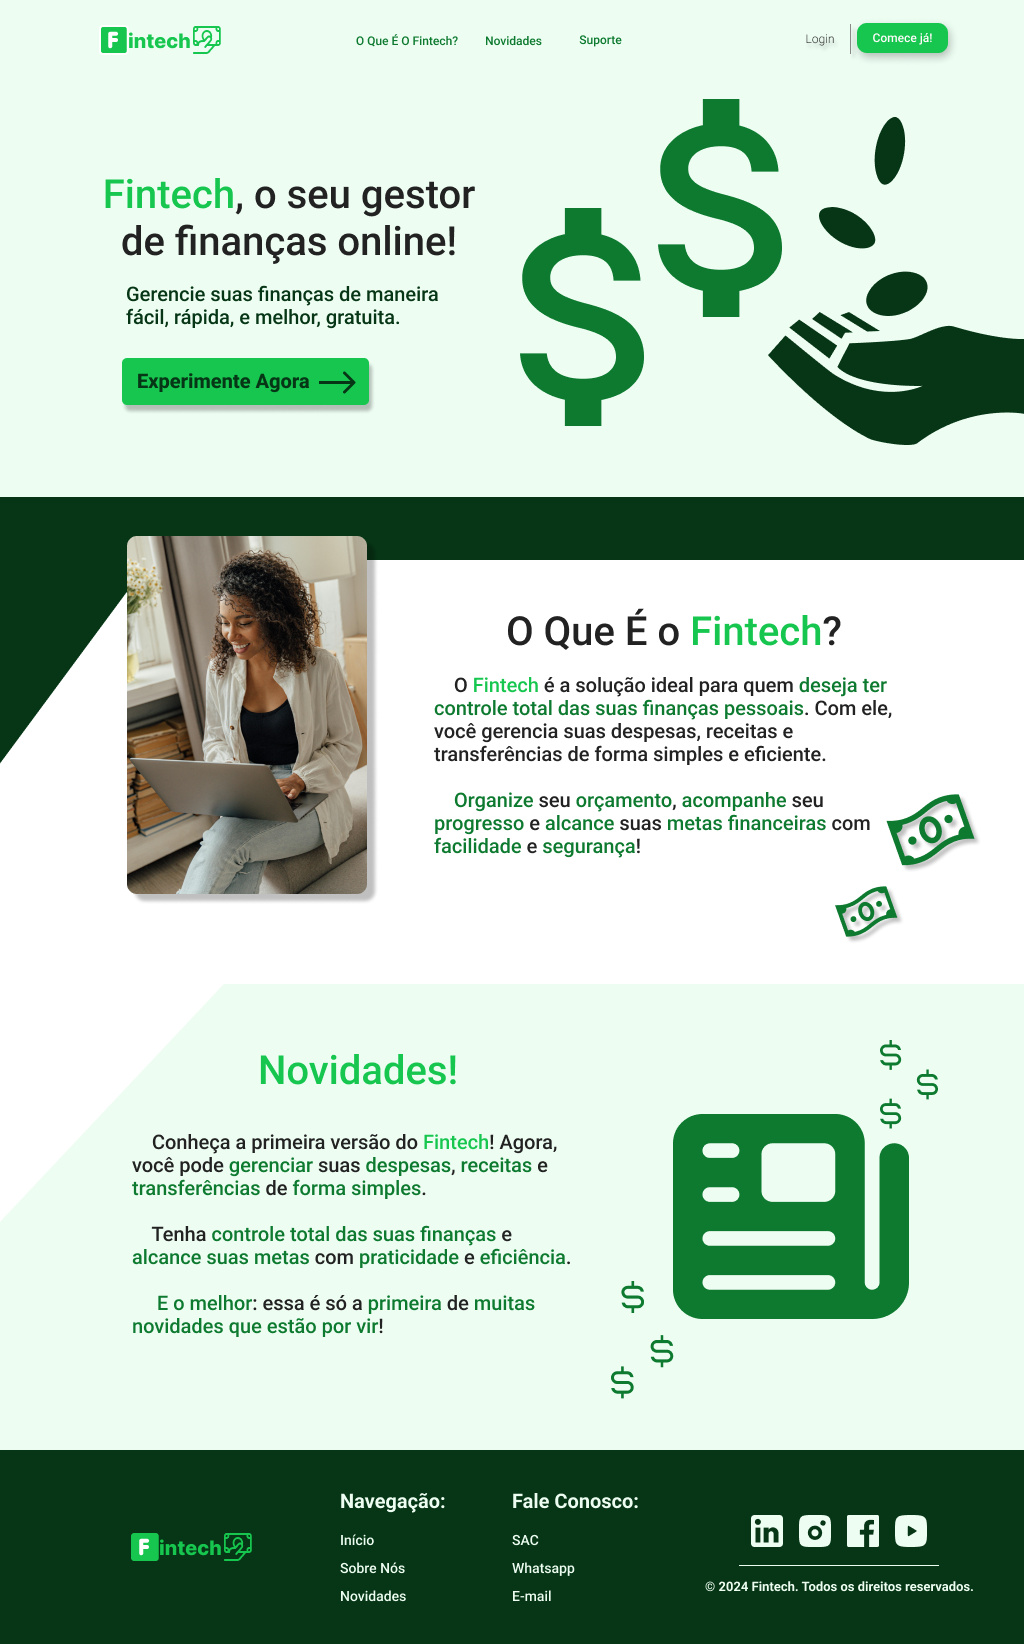 Fintech
O Que É O Fintech?
Novidades
Suporte
Login
Comece já!
Fintech, o seu gestor
de finanças online!
Gerencie suas finanças de maneira
fácil, rápida, e melhor, gratuita.
Experimente Agora
O Que É o Fintech?
O Fintech é a solução ideal para quem deseja ter
controle total das suas finanças pessoais. Com ele,
você gerencia suas despesas, receitas e
transferências de forma simples e eficiente.
Organize seu orçamento, acompanhe seu
progresso e alcance suas metas financeiras com
facilidade e segurança!
Novidades!
Conheça a primeira versão do Fintech! Agora,
você pode gerenciar suas despesas, receitas e
transferências de forma simples.
Tenha controle total das suas finanças e
alcance suas metas com praticidade e eficiência.
E o melhor: essa é só a primeira de muitas
novidades que estão por vir!
Fintech
Navegação:
Início
Sobre Nós
Novidades
Fale Conosco:
SAC
Whatsapp
E-mail
© 2024 Fintech. Todos os direitos reservados.